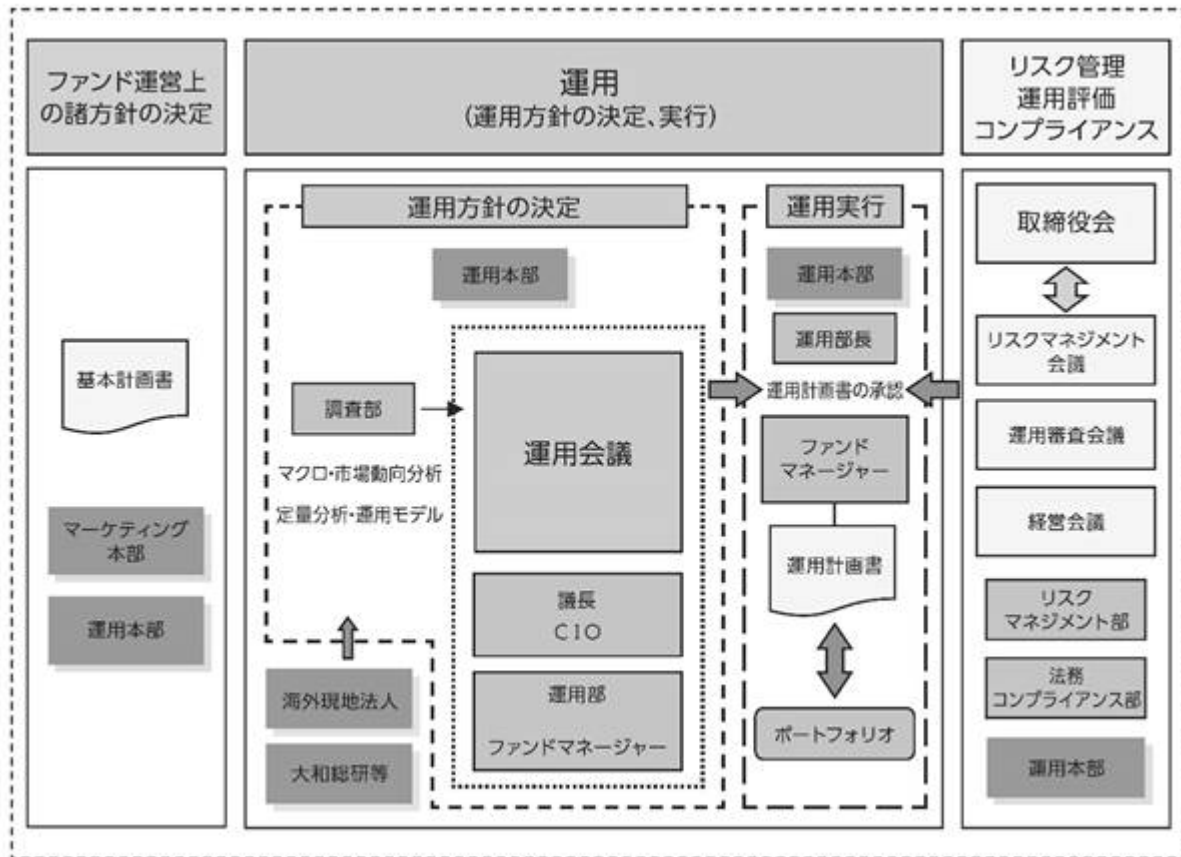 ファンド運営上
の諸方針の決定
運用
(運用方針の決定、実行)
リスク管理
運用評価
コンプライアンス
基本計画書
マーケティング
本部
運用本部
運用方針の決定
運用本部
調査部
マクロ・市場動向分析
定量分析・運用モデル
海外現地法人
大和総研等
運用会議
議長
CIO
運用部
ファンドマネージャー
運用実行
運用本部
運用部長
運用計画書の承認
ファンド
マネージャー
運用計画書
ポートフォリオ
取締役会
リスクマネジメント
会議
運用審査会議
経営会議
リスク
マネジメント部
法務
コンプライアンス部
運用本部